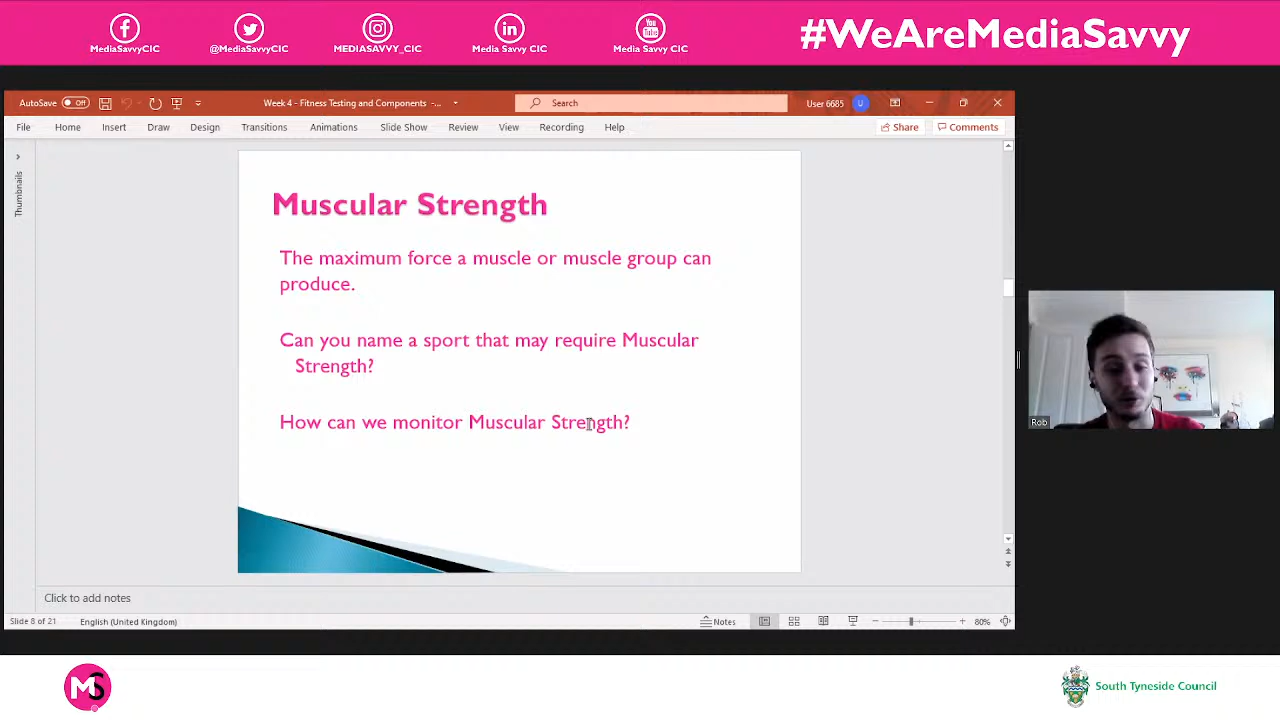 MediaSavvyCIC
@MediaSavvyCIC
MEDIASAVVY_CIC
Media Savvy CIC
You
Tube
Media Savvy CIC
#WeAreMediaSavvy
AutoSave Off
Week 4 - Fitness Testing and Components -...
Search
User 6685
U
File Home Insert Draw Design Transitions Animations Slide Show Review View Recording Help
Share
Comments
Thumbnails
Muscular Strength
The maximum force a muscle or muscle group can
produce.
Can you name a sport that may require Muscular
Strength?
How can we monitor Muscular Strength?
Rob
Click to add notes
Slide 8 of 21
English (United Kingdom)
Notes
80%
MS
South Tyneside Council